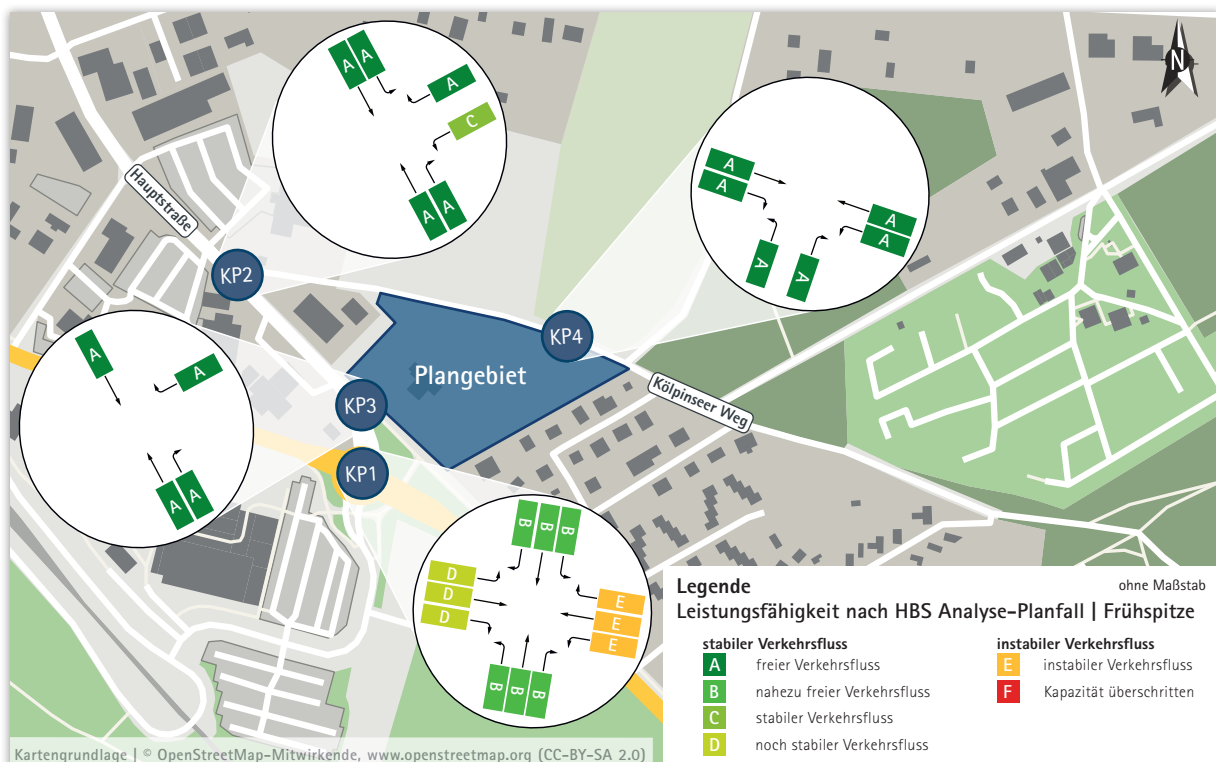 N
A
A
A
C
A
A
A
A
A
A
A
A
Hauptstraße
KP2
KP4
Plangebiet
Kölpinseer Weg
KP3
KP1
A
A
A
A
B
B
B
D
D
D
E
E
E
B
B
B
Legende
ohne Maßstab
Leistungsfähigkeit nach HBS Analyse-Planfall | Frühspitze
stabiler Verkehrsfluss
instabiler Verkehrsfluss
A freier Verkehrsfluss
E instabiler Verkehrsfluss
B nahezu freier Verkehrsfluss
F Kapazität überschritten
C stabiler Verkehrsfluss
D noch stabiler Verkehrsfluss
Kartengrundlage | © OpenStreetMap-Mitwirkende, www.openstreetmap.org (CC-BY-SA 2.0)